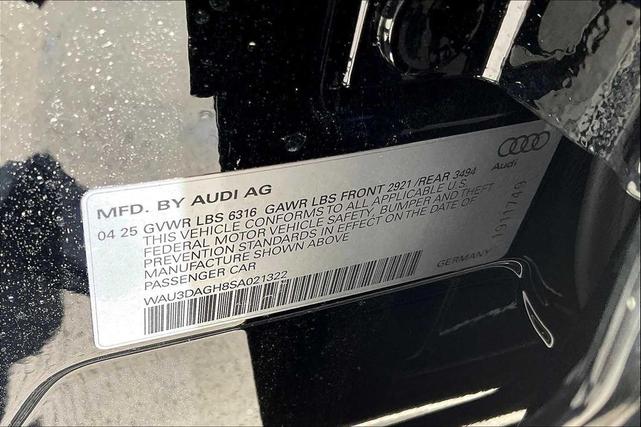 Audi
MFD. BY AUDI AG
04 25 GVWR LBS 6316 GAWR LBS FRONT 2921 /REAR 3494
THIS VEHICLE CONFORMS TO ALL APPLICABLE U.S.
FEDERAL MOTOR VEHICLE SAFETY, BUMPER AND THEFT
PREVENTION STANDARDS IN EFFECT ON THE DATE OF
MANUFACTURE SHOWN ABOVE
PASSENGER CAR
WAU3DAGH8SA021322
GERMANY
1911749